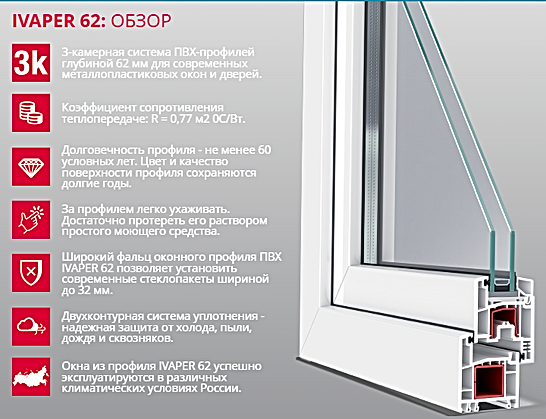 IVAPER 62: ОБЗОР
3k
3-камерная система ПВХ-профилей
глубиной 62 мм для современных
металлопластиковых окон и дверей.
Коэффициент сопротивления
теплопередаче: R = 0,77 м2 0С/Вт.
Долговечность профиля - не менее 60
условных лет. Цвет и качество
поверхности профиля сохраняются
долгие годы.
За профилем легко ухаживать.
Достаточно протереть его раствором
простого моющего средства.
Широкий фальц оконного профиля ПВХ
IVAPER 62 позволяет установить
современные стеклопакеты шириной
до 32 мм.
Двухконтурная система уплотнения -
надежная защита от холода, пыли,
дождя и сквозняков.
Окна из профиля IVAPER 62 успешно
эксплуатируются в различных
климатических условиях России.